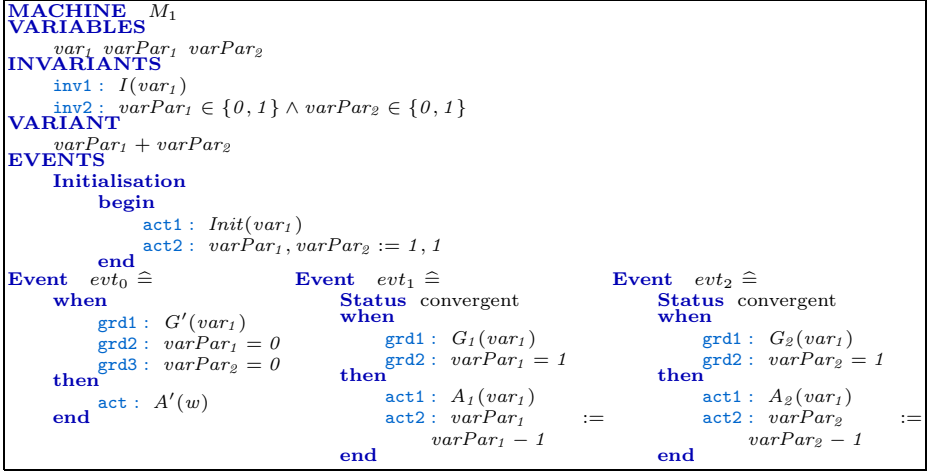 MACHINE M₁
VARIABLES
var₁ varPar₁ varPar₂
INVARIANTS
inv1 : I(var₁)
inv2 : varPar₁ ∈ {0, 1} ∧ varPar₂ ∈ {0, 1}
VARIANT
varPar₁ + varPar₂
EVENTS
Initialisation
begin
act1 : Init(var₁)
act2 : varPar₁, varPar₂ := 1, 1
end
Event evt₀ ≙
when
grd1 : G′(var₁)
grd2 : varPar₁ = 0
grd3 : varPar₂ = 0
then
act : A′(w)
end
Event evt₁ ≙
Status convergent
when
grd1 : G₁(var₁)
grd2 : varPar₁ = 1
then
act1 : A₁(var₁)
act2 : varPar₁ :=
varPar₁ − 1
end
Event evt₂ ≙
Status convergent
when
grd1 : G₂(var₁)
grd2 : varPar₂ = 1
then
act1 : A₂(var₁)
act2 : varPar₂ :=
varPar₂ − 1
end